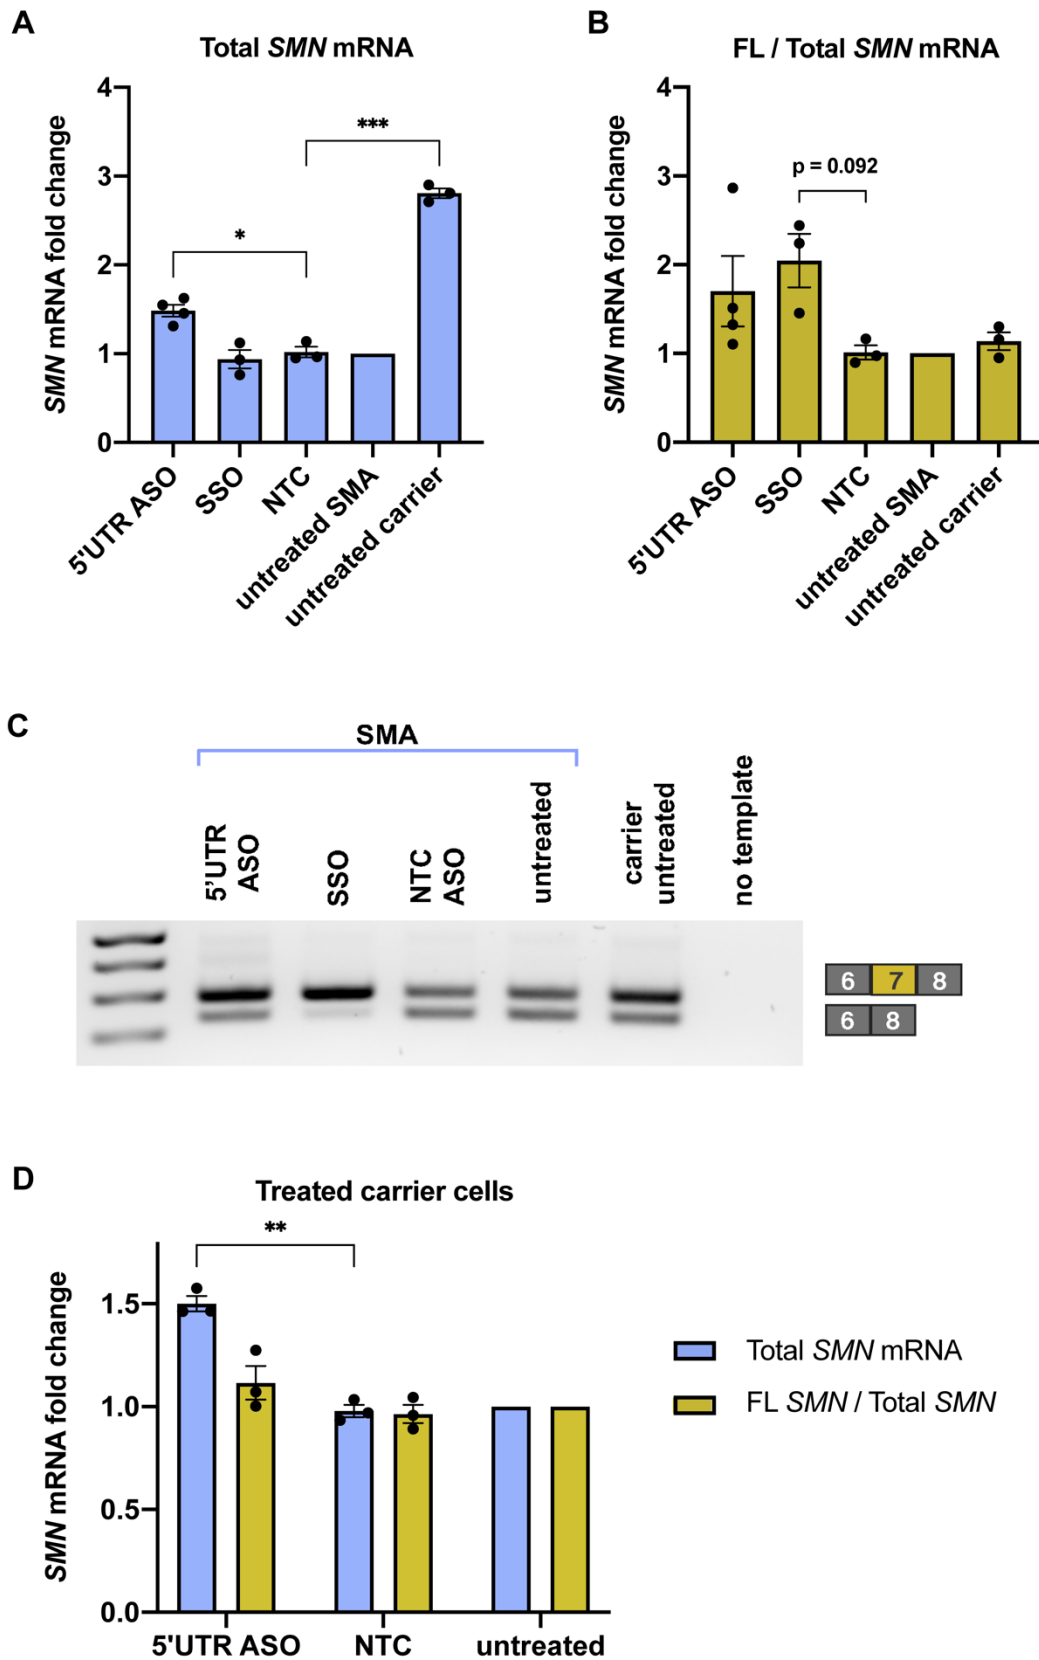 A
Total SMN mRNA
SMN mRNA fold change
4
3
2
1
0
*
***
5'UTR ASO
SSO
NTC
untreated SMA
untreated carrier
B
FL / Total SMN mRNA
SMN mRNA fold change
4
3
2
1
0
p = 0.092
5'UTR ASO
SSO
NTC
untreated SMA
untreated carrier
C
SMA
5'UTR
ASO
SSO
NTC
ASO
untreated
carrier
untreated
no template
6 7 8
6 8
D
Treated carrier cells
SMN mRNA fold change
**
1.5
1.0
0.5
0.0
5'UTR ASO
NTC
untreated
Total SMN mRNA
FL SMN / Total SMN